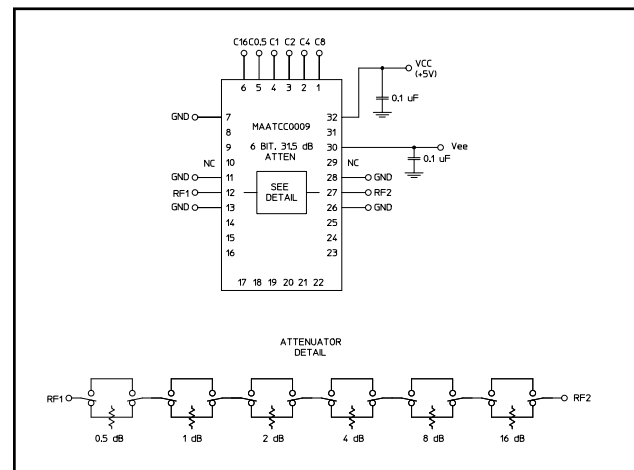 C16 C0.5 C1 C2 C4 C8
6 5 4 3 2 1
VCC
(+5V)
0.1 uF
GND 7 32
MAATCC0009
8 31
9 6 BIT, 31.5 dB 30 Vee
ATTEN
NC 10 29 NC
0.1 uF
GND 11 28 GND
RF1 12 SEE 27 RF2
DETAIL
GND 13 26 GND
14 25
15 24
16 23
17 18 19 20 21 22
ATTENUATOR
DETAIL
RF1 RF2
0.5 dB 1 dB 2 dB 4 dB 8 dB 16 dB